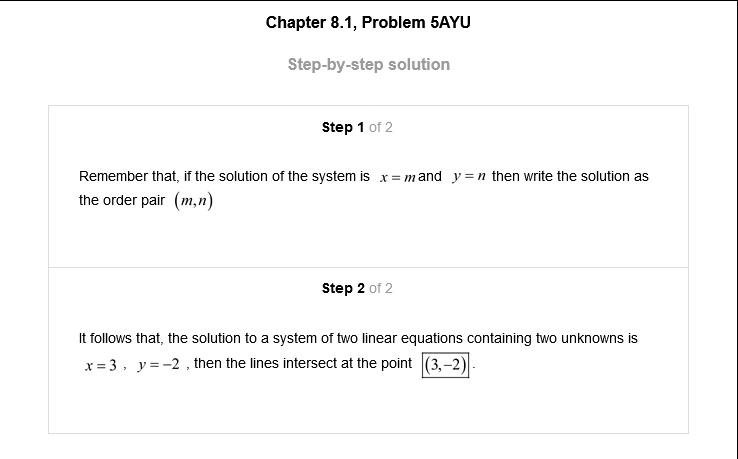 Chapter 8.1, Problem 5AYU
Step-by-step solution
Step 1 of 2
Remember that, if the solution of the system is x = m and y = n then write the solution as
the order pair (m,n)
Step 2 of 2
It follows that, the solution to a system of two linear equations containing two unknowns is
x = 3 , y = −2 , then the lines intersect at the point (3,−2) .